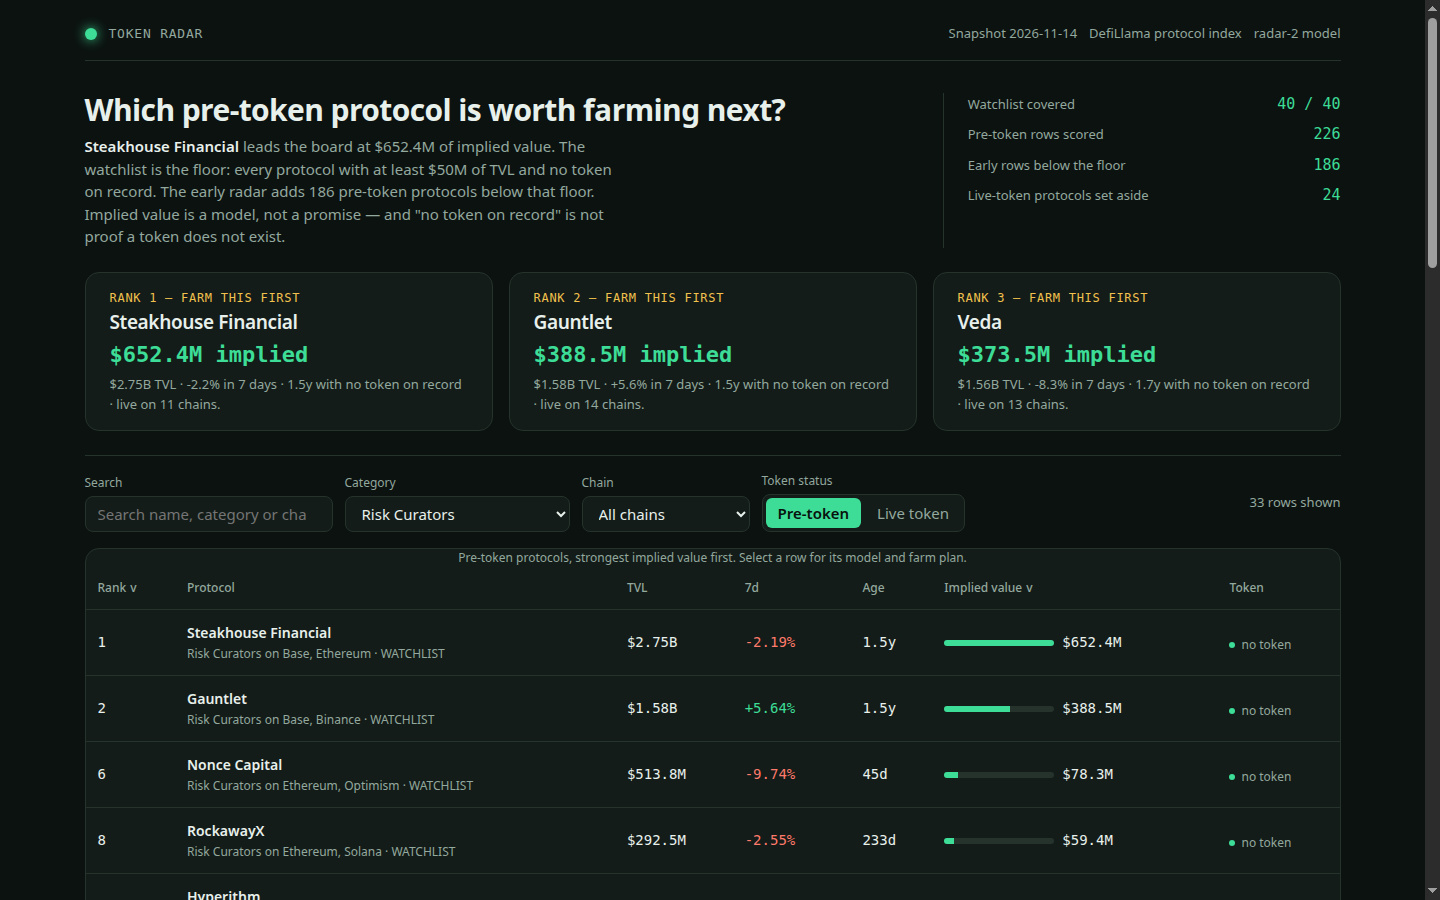 TOKEN RADAR
Snapshot 2026-11-14 DefiLlama protocol index radar-2 model
Which pre-token protocol is worth farming next?
Steakhouse Financial leads the board at $652.4M of implied value. The
watchlist is the floor: every protocol with at least $50M of TVL and no token
on record. The early radar adds 186 pre-token protocols below that floor.
Implied value is a model, not a promise — and "no token on record" is not
proof a token does not exist.
Watchlist covered 40 / 40
Pre-token rows scored 226
Early rows below the floor 186
Live-token protocols set aside 24
RANK 1 — FARM THIS FIRST
Steakhouse Financial
$652.4M implied
$2.75B TVL · -2.2% in 7 days · 1.5y with no token on record
· live on 11 chains.
RANK 2 — FARM THIS FIRST
Gauntlet
$388.5M implied
$1.58B TVL · +5.6% in 7 days · 1.5y with no token on record
· live on 14 chains.
RANK 3 — FARM THIS FIRST
Veda
$373.5M implied
$1.56B TVL · -8.3% in 7 days · 1.7y with no token on record
· live on 13 chains.
Search Category Chain Token status
Search name, category or cha Risk Curators All chains Pre-token Live token
33 rows shown
Pre-token protocols, strongest implied value first. Select a row for its model and farm plan.
Rank v Protocol TVL 7d Age Implied value v Token
1 Steakhouse Financial $2.75B -2.19% 1.5y $652.4M no token
Risk Curators on Base, Ethereum · WATCHLIST
2 Gauntlet $1.58B +5.64% 1.5y $388.5M no token
Risk Curators on Base, Binance · WATCHLIST
6 Nonce Capital $513.8M -9.74% 45d $78.3M no token
Risk Curators on Ethereum, Optimism · WATCHLIST
8 RockawayX $292.5M -2.55% 233d $59.4M no token
Risk Curators on Ethereum, Solana · WATCHLIST
Hyperithm